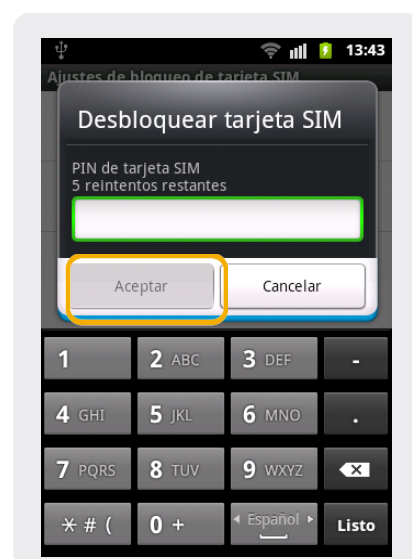 13:43
Ajustes de bloqueo de tarjeta SIM
Desbloquear tarjeta SIM
PIN de tarjeta SIM
5 reintentos restantes
Aceptar Cancelar
1 2 ABC 3 DEF -
4 GHI 5 JKL 6 MNO .
7 PQRS 8 TUV 9 WXYZ
* # ( 0 + Español Listo